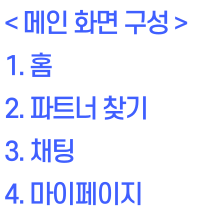 < 메인 화면 구성 >
1. 홈
2. 파트너 찾기
3. 채팅
4. 마이페이지